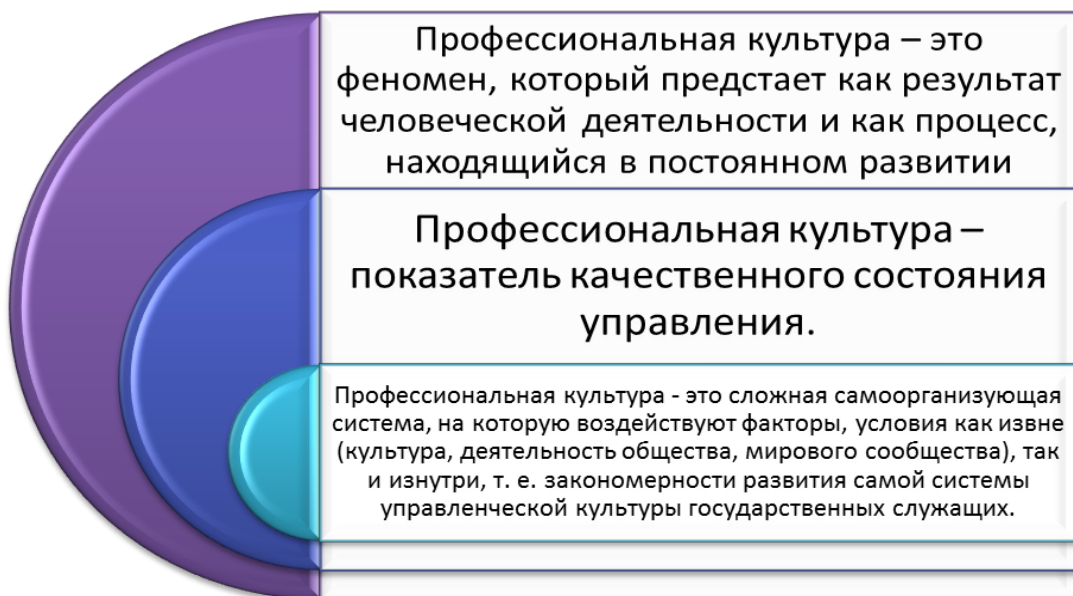 Профессиональная культура – это
феномен, который предстает как результат
человеческой деятельности и как процесс,
находящийся в постоянном развитии
Профессиональная культура –
показатель качественного состояния
управления.
Профессиональная культура - это сложная самоорганизующая
система, на которую воздействуют факторы, условия как извне
(культура, деятельность общества, мирового сообщества), так
и изнутри, т. е. закономерности развития самой системы
управленческой культуры государственных служащих.